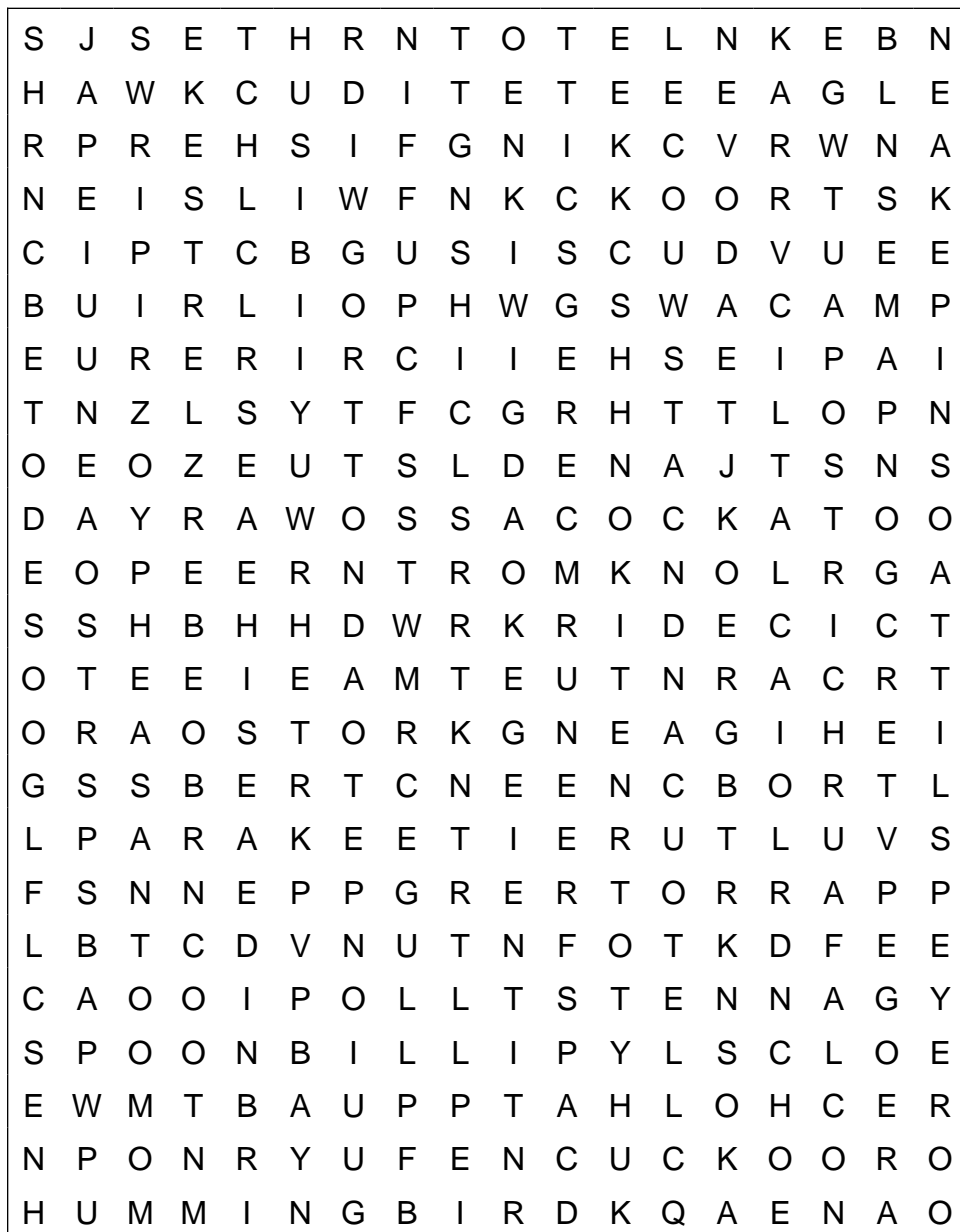 S J S E T H R N T O T E L N K E B N
H A W K C U D I T E T E E E A G L E
R P R E H S I F G N I K C V R W N A
N E I S L I W F N K C K O O R T S K
C I P T C B G U S I S C U D V U E E
B U I R L I O P H W G S W A C A M P
E U R E R I R C I I E H S E I P A I
T N Z L S Y T F C G R H T T L O P N
O E O Z E U T S L D E N A J T S N S
D A Y R A W O S S A C O C K A T O O
E O P E E R N T R O M K N O L R G A
S S H B H H D W R K R I D E C I C T
O T E E I E A M T E U T N R A C R T
O R A O S T O R K G N E A G I H E I
G S S B E R T C N E E N C B O R T L
L P A R A K E E T I E R U T L U V S
F S N N E P P G R E R T O R R A P P
L B T C D V N U T N F O T K D F E E
C A O O I P O L L T S T E N N A G Y
S P O O N B I L L I P Y L S C L O E
E W M T B A U P P T A H L O H C E R
N P O N R Y U F E N C U C K O O R O
H U M M I N G B I R D K Q A E N A O